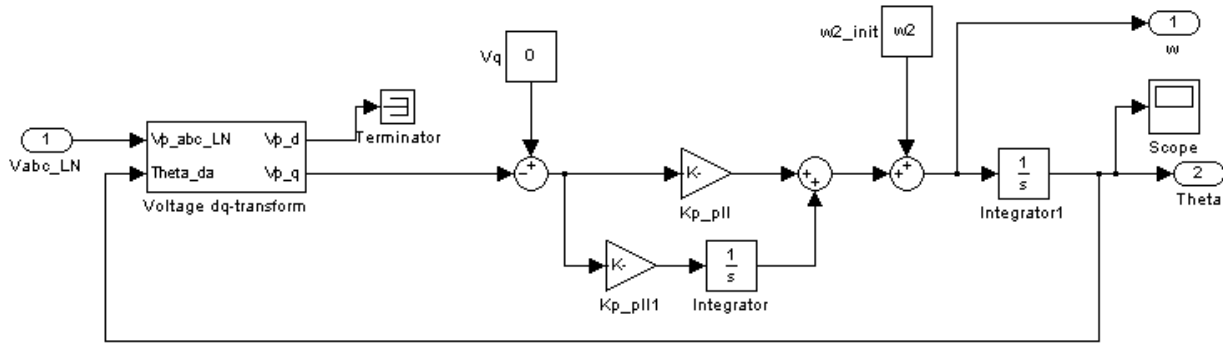 w2_init
w2
1
w
Vq
0
Terminator
Scope
1
Vabc_LN
Vp_abc_LN
Vp_d
Theta_da
Vp_q
Voltage dq-transform
-
+
K-
Kp_pll
+
+
+
+
1
s
Integrator1
2
Theta
K-
Kp_pll1
1
s
Integrator